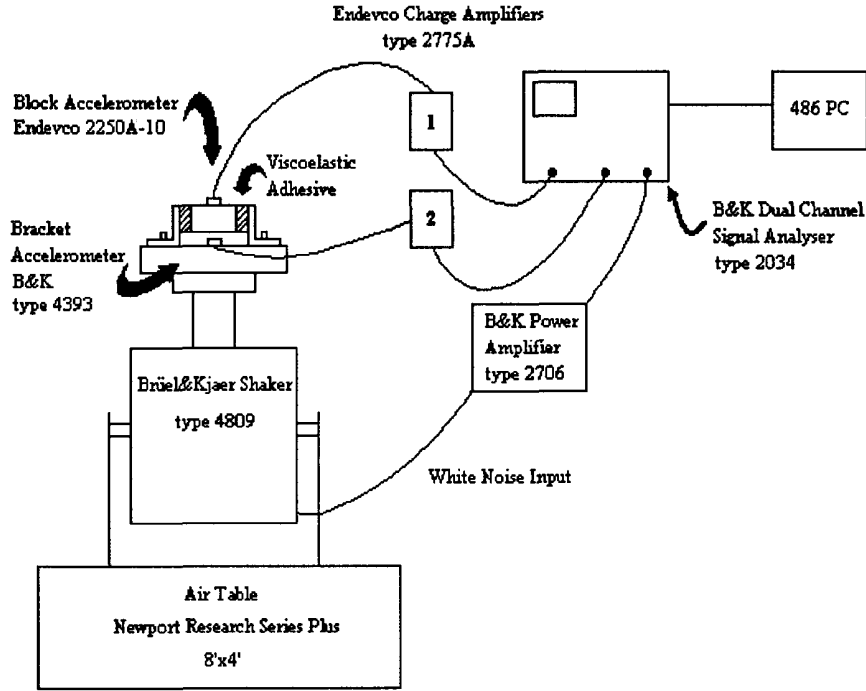 Endevco Charge Amplifiers
type 2775A
Block Accelerometer
Endevco 2250A-10
1
486 PC
Viscoelastic
Adhesive
2
Bracket
Accelerometer
B&K
type 4393
B&K Dual Channel
Signal Analyser
type 2034
B&K Power
Amplifier
type 2706
Brüel&Kjaer Shaker
type 4809
White Noise Input
Air Table
Newport Research Series Plus
8'x4'